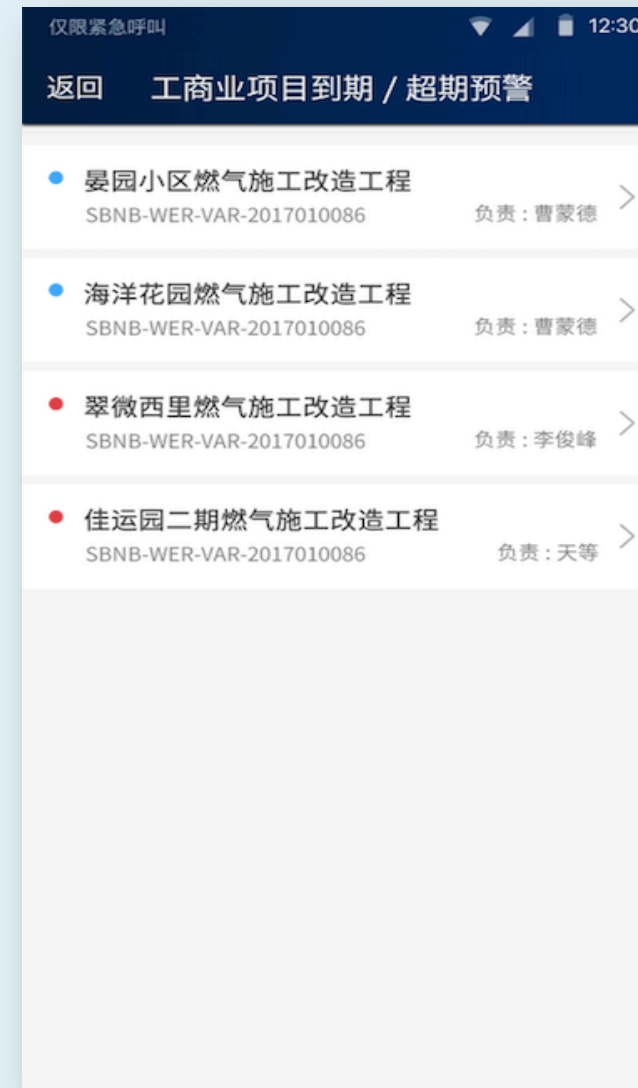 仅限紧急呼叫 12:30
返回 工商业项目到期 / 超期预警
晏园小区燃气施工改造工程
SBNB-WER-VAR-2017010086 负责 : 曹蒙德
海洋花园燃气施工改造工程
SBNB-WER-VAR-2017010086 负责 : 曹蒙德
翠微西里燃气施工改造工程
SBNB-WER-VAR-2017010086 负责 : 李俊峰
佳运园二期燃气施工改造工程
SBNB-WER-VAR-2017010086 负责 : 天等